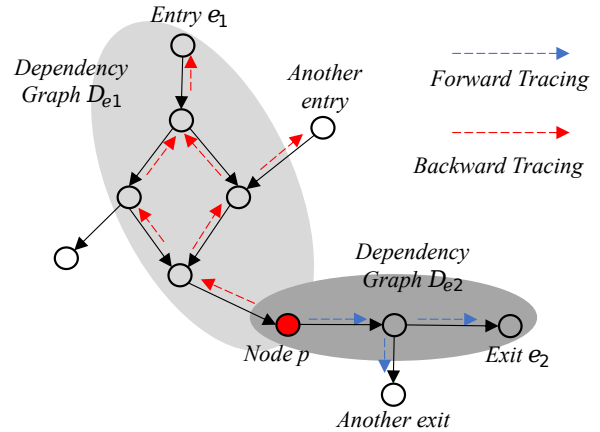 Entry e1
Dependency
Graph De1
Another
entry
Forward Tracing
Backward Tracing
Dependency
Graph De2
Node p
Exit e2
Another exit